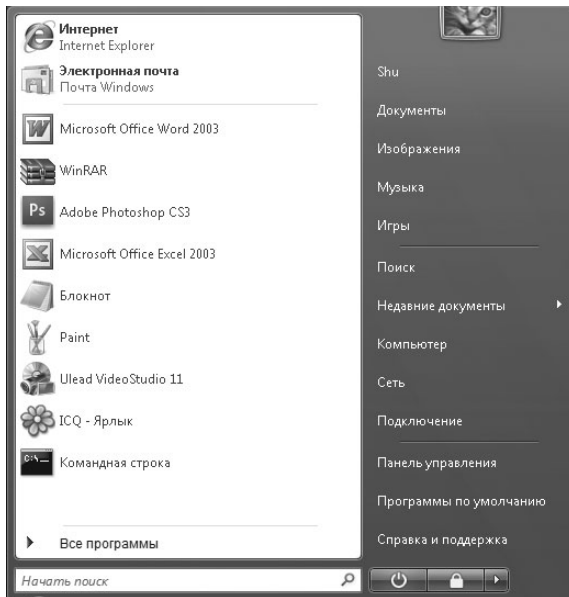 Интернет
Internet Explorer
Электронная почта
Почта Windows
Microsoft Office Word 2003
WinRAR
Ps
Adobe Photoshop CS3
Microsoft Office Excel 2003
Блокнот
Paint
Ulead VideoStudio 11
ICQ - Ярлык
C:\_
Командная строка
Все программы
Начать поиск
Shu
Документы
Изображения
Музыка
Игры
Поиск
Недавние документы
Компьютер
Сеть
Подключение
Панель управления
Программы по умолчанию
Справка и поддержка